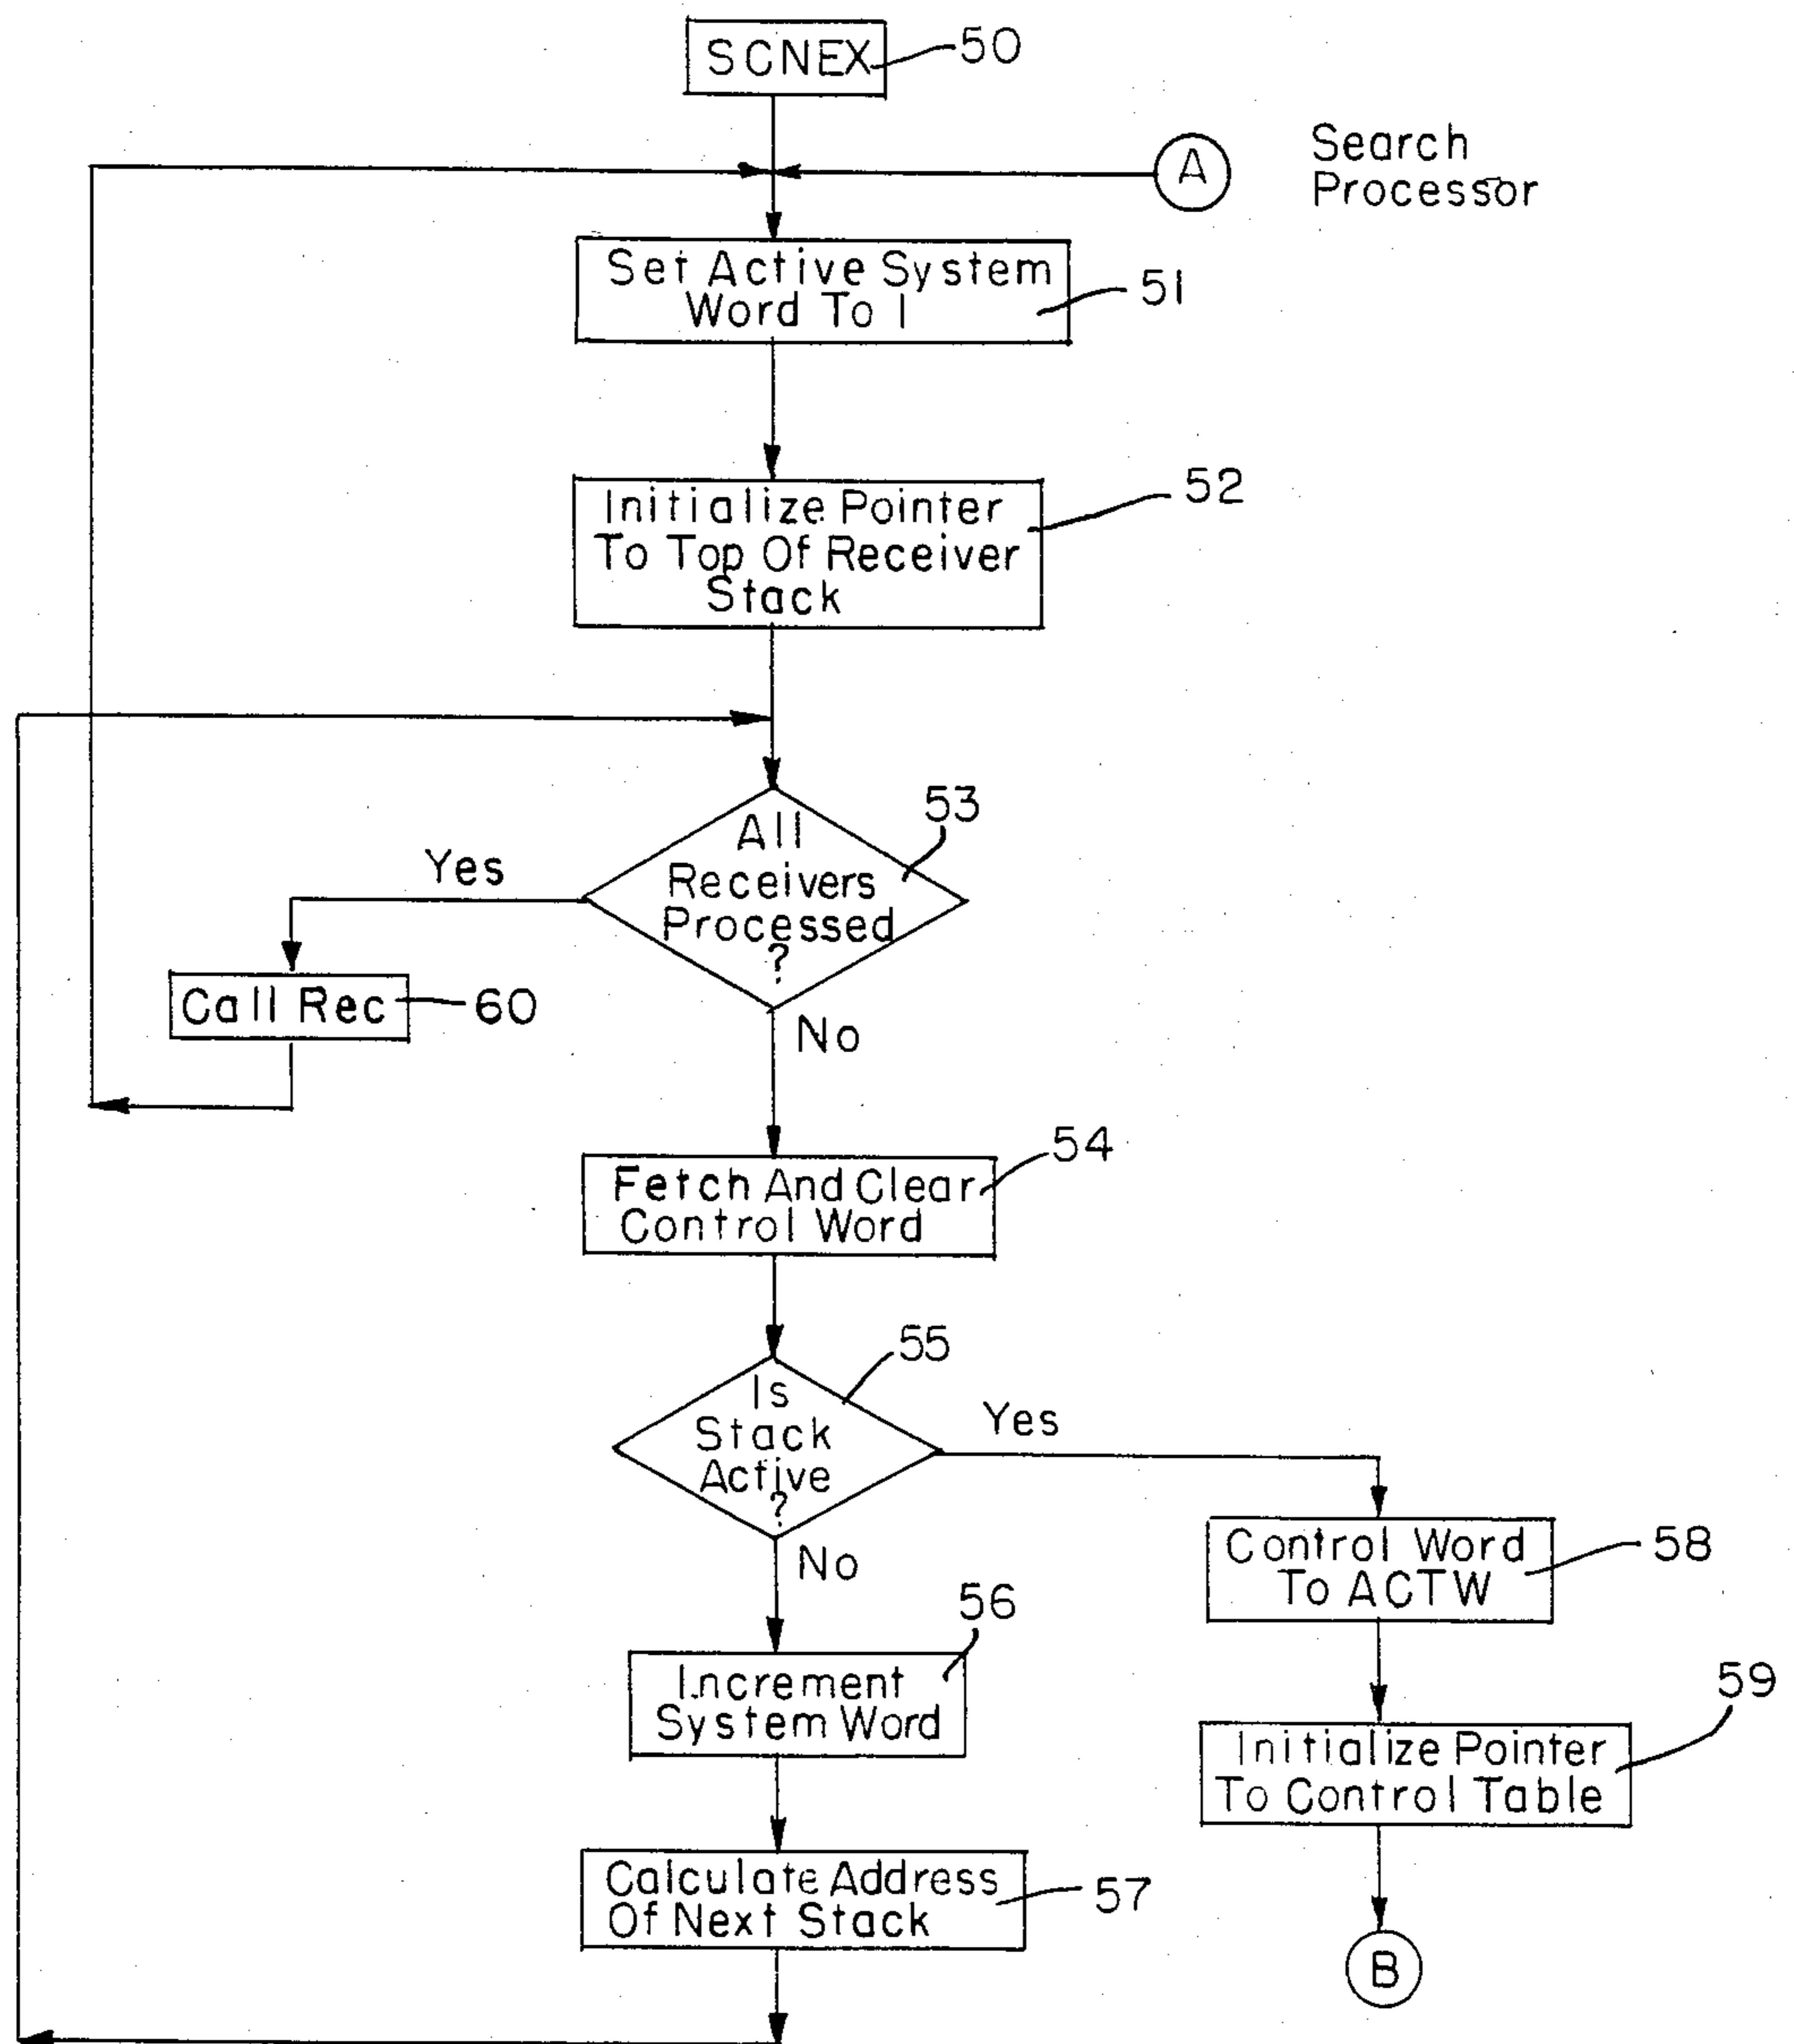 SCNEX
50
A
Search
Processor
Set Active System
Word To 1
51
Initialize Pointer
To Top Of Receiver
Stack
52
All
Receivers
Processed
?
53
Yes
No
Call Rec
60
Fetch And Clear
Control Word
54
Is
Stack
Active
?
55
Yes
No
Control Word
To ACTW
58
Increment
System Word
56
Initialize Pointer
To Control Table
59
Calculate Address
Of Next Stack
57
B